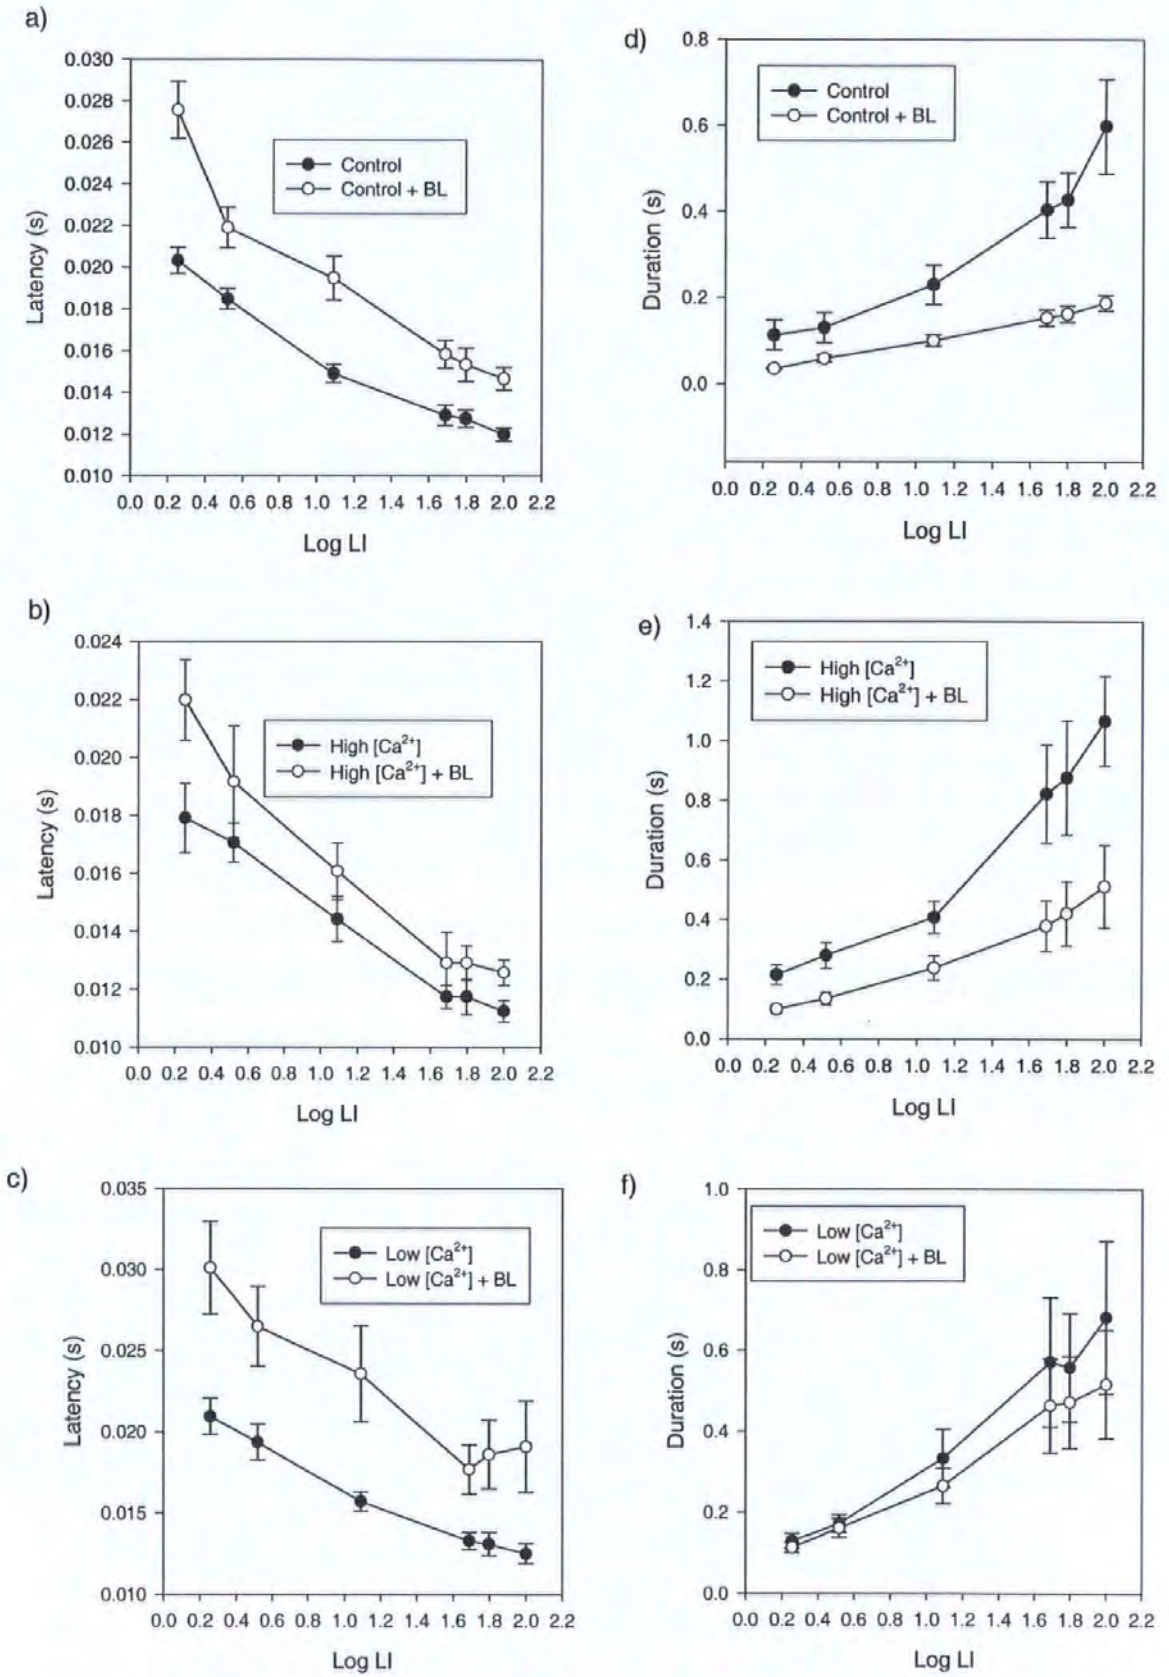 a)
0.030
0.028
0.026
0.024
0.022
0.020
0.018
0.016
0.014
0.012
0.010
Latency (s)
Control
Control + BL
0.0 0.2 0.4 0.6 0.8 1.0 1.2 1.4 1.6 1.8 2.0 2.2
Log LI
d)
0.8
0.6
0.4
0.2
0.0
Duration (s)
Control
Control + BL
0.0 0.2 0.4 0.6 0.8 1.0 1.2 1.4 1.6 1.8 2.0 2.2
Log LI
b)
0.024
0.022
0.020
0.018
0.016
0.014
0.012
0.010
Latency (s)
High [Ca²⁺]
High [Ca²⁺] + BL
0.0 0.2 0.4 0.6 0.8 1.0 1.2 1.4 1.6 1.8 2.0 2.2
Log LI
e)
1.4
1.2
1.0
0.8
0.6
0.4
0.2
0.0
Duration (s)
High [Ca²⁺]
High [Ca²⁺] + BL
0.0 0.2 0.4 0.6 0.8 1.0 1.2 1.4 1.6 1.8 2.0 2.2
Log LI
c)
0.035
0.030
0.025
0.020
0.015
0.010
Latency (s)
Low [Ca²⁺]
Low [Ca²⁺] + BL
0.0 0.2 0.4 0.6 0.8 1.0 1.2 1.4 1.6 1.8 2.0 2.2
Log LI
f)
1.0
0.8
0.6
0.4
0.2
0.0
Duration (s)
Low [Ca²⁺]
Low [Ca²⁺] + BL
0.0 0.2 0.4 0.6 0.8 1.0 1.2 1.4 1.6 1.8 2.0 2.2
Log LI